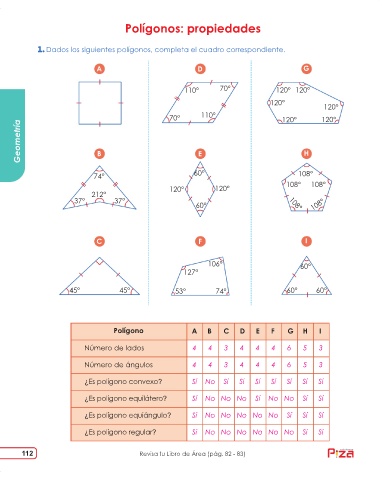 Polígonos: propiedades
1. Dados los siguientes polígonos, completa el cuadro correspondiente.
Geometría
A
D
110° 70°
70° 110°
G
120° 120°
120° 120°
120° 120°
B
74°
212°
37° 37°
E
60°
120° 120°
60°
H
108°
108° 108°
108° 108°
C
45° 45°
F
106°
127°
53° 74°
I
60°
60° 60°
Polígono A B C D E F G H I
Número de lados 4 4 3 4 4 4 6 5 3
Número de ángulos 4 4 3 4 4 4 6 5 3
¿Es polígono convexo? Sí No Sí Sí Sí Sí Sí Sí Sí
¿Es polígono equilátero? Sí No No No Sí No No Sí Sí
¿Es polígono equiángulo? Sí No No No No No Sí Sí Sí
¿Es polígono regular? Sí No No No No No No Sí Sí
112 Revisa tu Libro de Área (pág. 82 - 83)